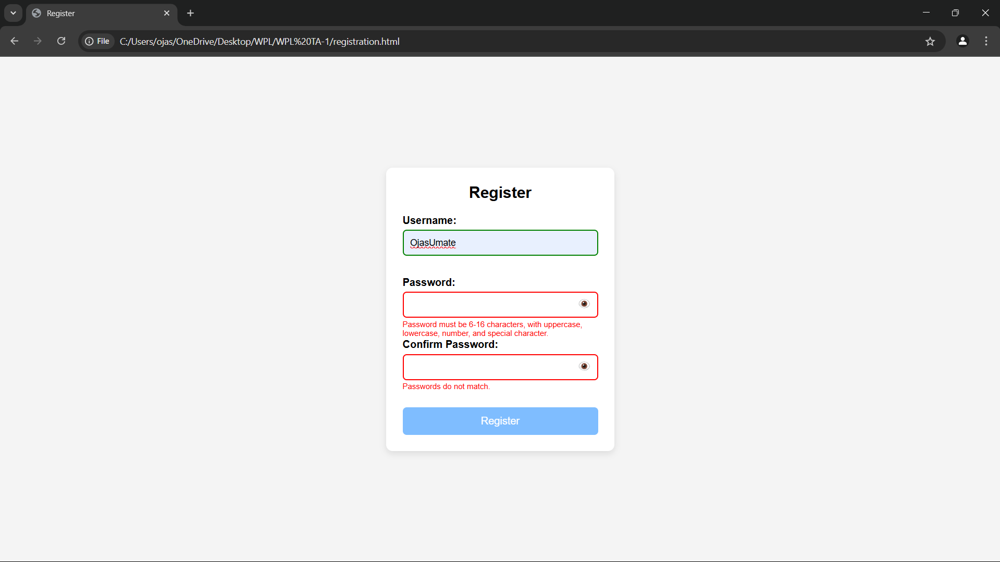 Register
File
C:/Users/ojas/OneDrive/Desktop/WPL/WPL%20TA-1/registration.html
Register
Username:
OjasUmate
Password:
Password must be 6-16 characters, with uppercase,
lowercase, number, and special character.
Confirm Password:
Passwords do not match.
Register